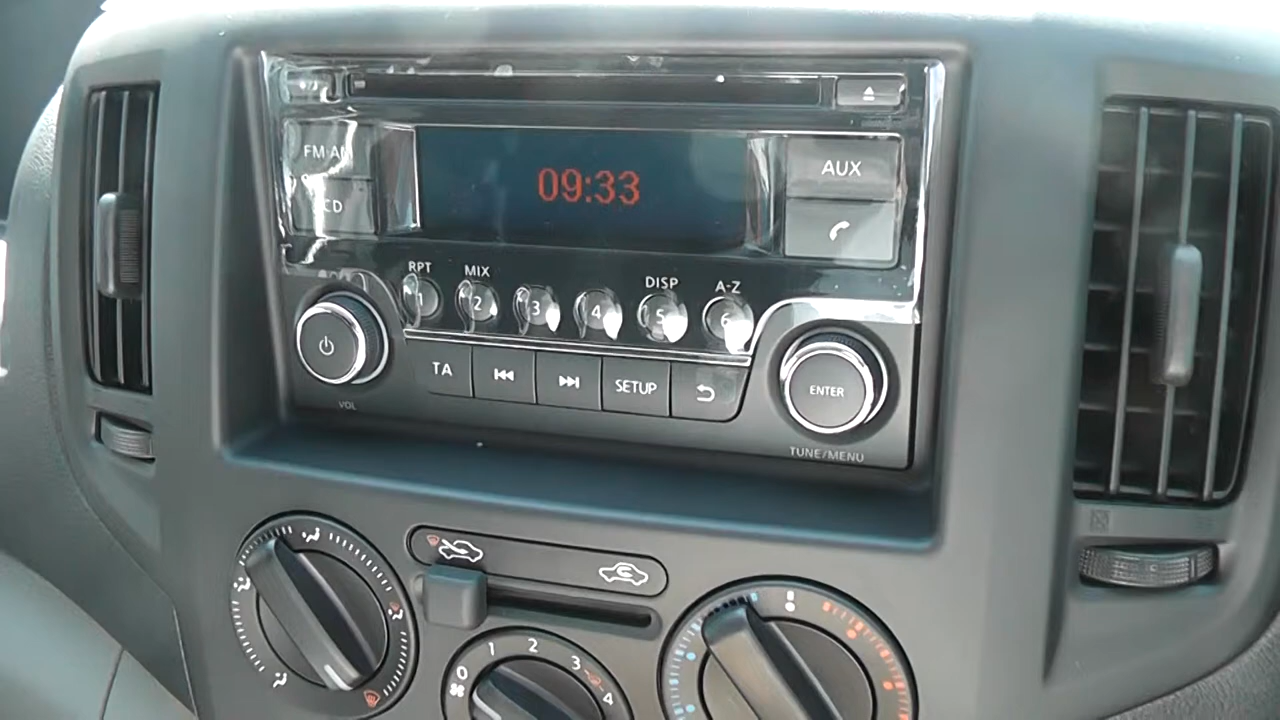 FM·AM
CD
09:33
AUX
RPT
MIX
DISP
A-Z
1
2
3
4
5
6
TA
SETUP
ENTER
VOL
TUNE/MENU
0
1
2
3
4